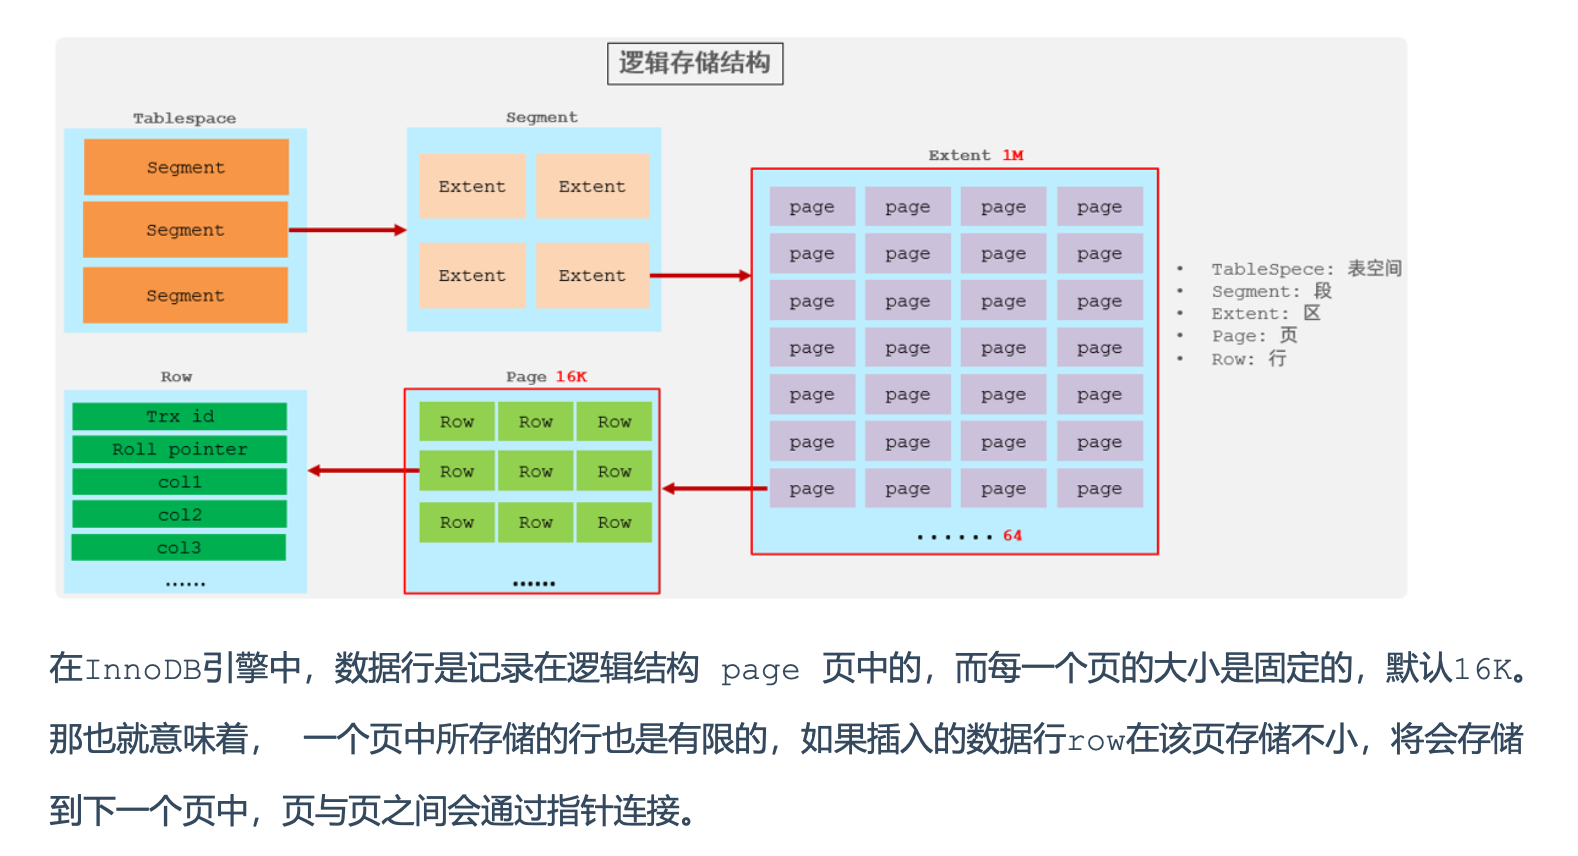 逻辑存储结构
Tablespace
Segment
Segment
Segment
Segment
Extent Extent
Extent Extent
Extent 1M
page page page page
page page page page
page page page page
page page page page
page page page page
page page page page
page page page page
······ 64
• TableSpece: 表空间
• Segment: 段
• Extent: 区
• Page: 页
• Row: 行
Row
Trx id
Roll pointer
col1
col2
col3
······
Page 16K
Row Row Row
Row Row Row
Row Row Row
······
在InnoDB引擎中，数据行是记录在逻辑结构 page 页中的，而每一个页的大小是固定的，默认16K。
那也就意味着， 一个页中所存储的行也是有限的，如果插入的数据行row在该页存储不小，将会存储
到下一个页中，页与页之间会通过指针连接。